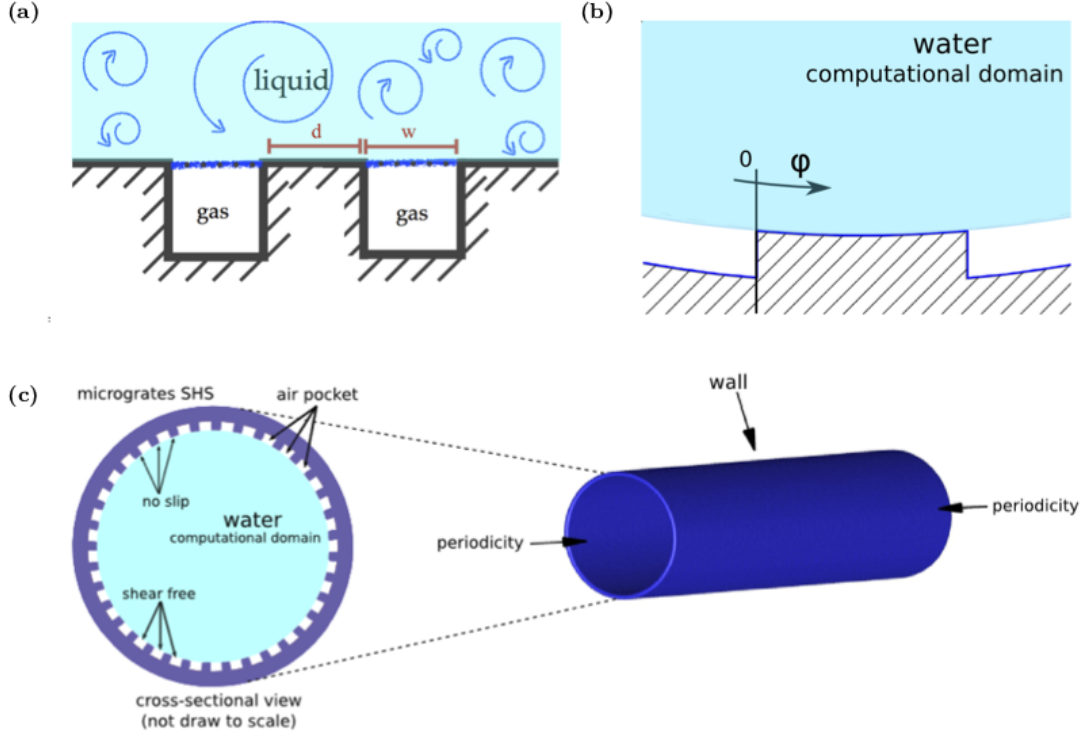 (a)
liquid
d
w
gas
gas
(b)
water
computational domain
0
φ
:
(c)
microgrates SHS
air pocket
no slip
water
computational domain
shear free
cross-sectional view
(not draw to scale)
wall
periodicity
periodicity